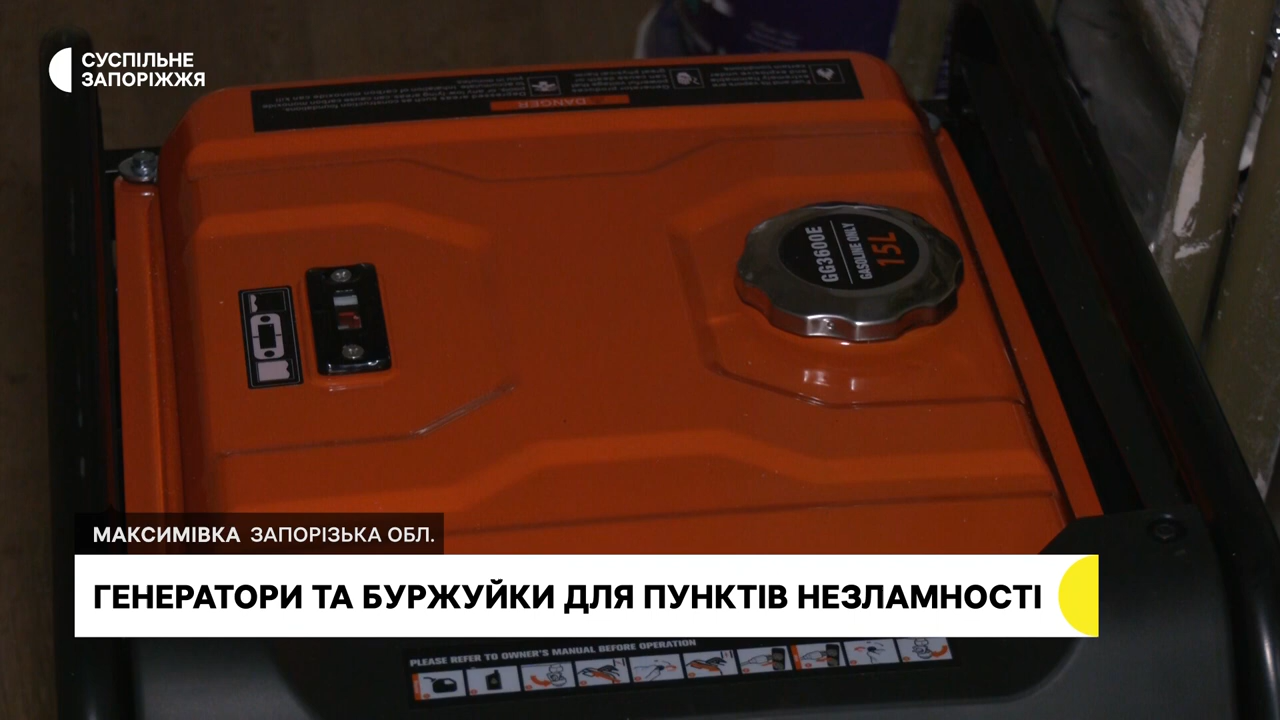 СУСПІЛЬНЕ
ЗАПОРІЖЖЯ
DANGER
GG3600E
GASOLINE ONLY
15L
МАКСИМІВКА ЗАПОРІЗЬКА ОБЛ.
ГЕНЕРАТОРИ ТА БУРЖУЙКИ ДЛЯ ПУНКТІВ НЕЗЛАМНОСТІ
PLEASE REFER TO OWNER'S MANUAL BEFORE OPERATION